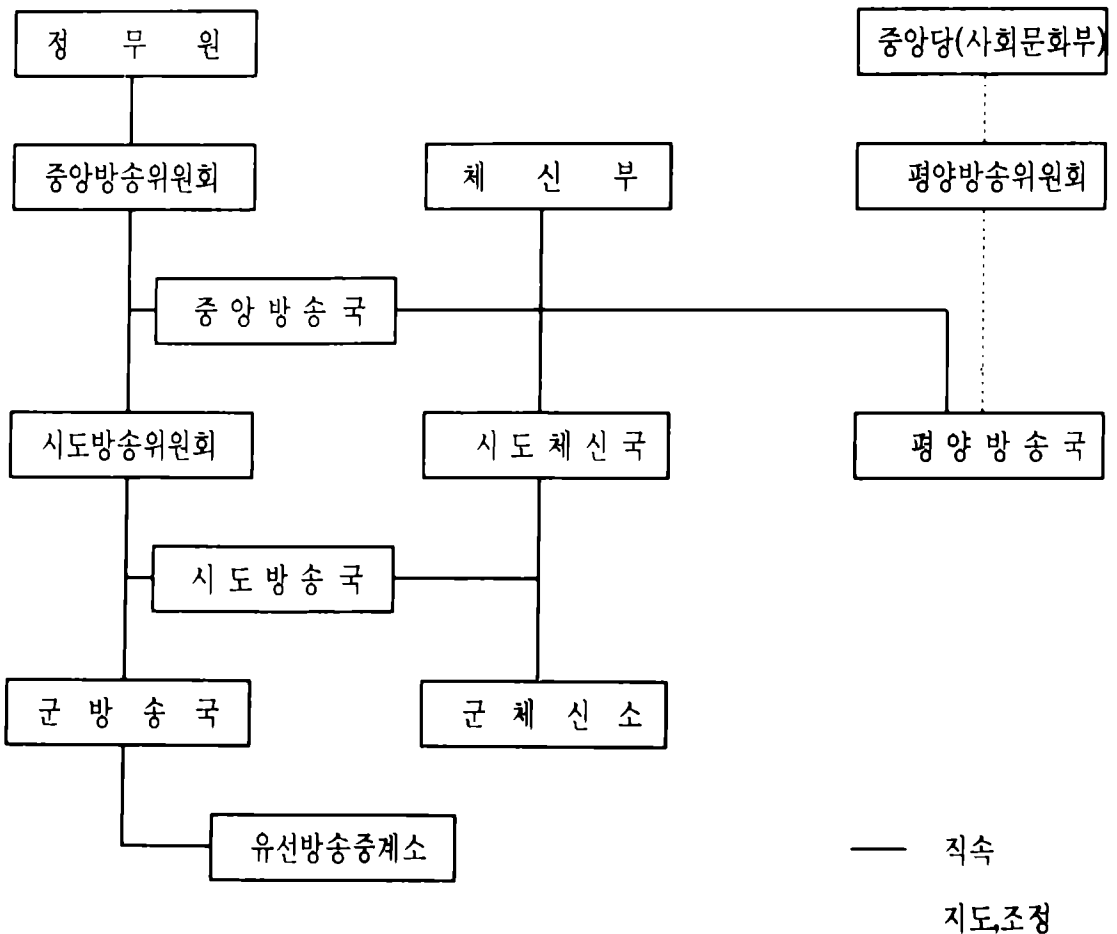 정 무 원
중앙당(사회문화부)
중앙방송위원회
체 신 부
평양방송위원회
중 앙 방 송 국
시도방송위원회
시 도 체 신 국
평 양 방 송 국
시 도 방 송 국
군 방 송 국
군 체 신 소
유선방송중계소
직속
지도,조정